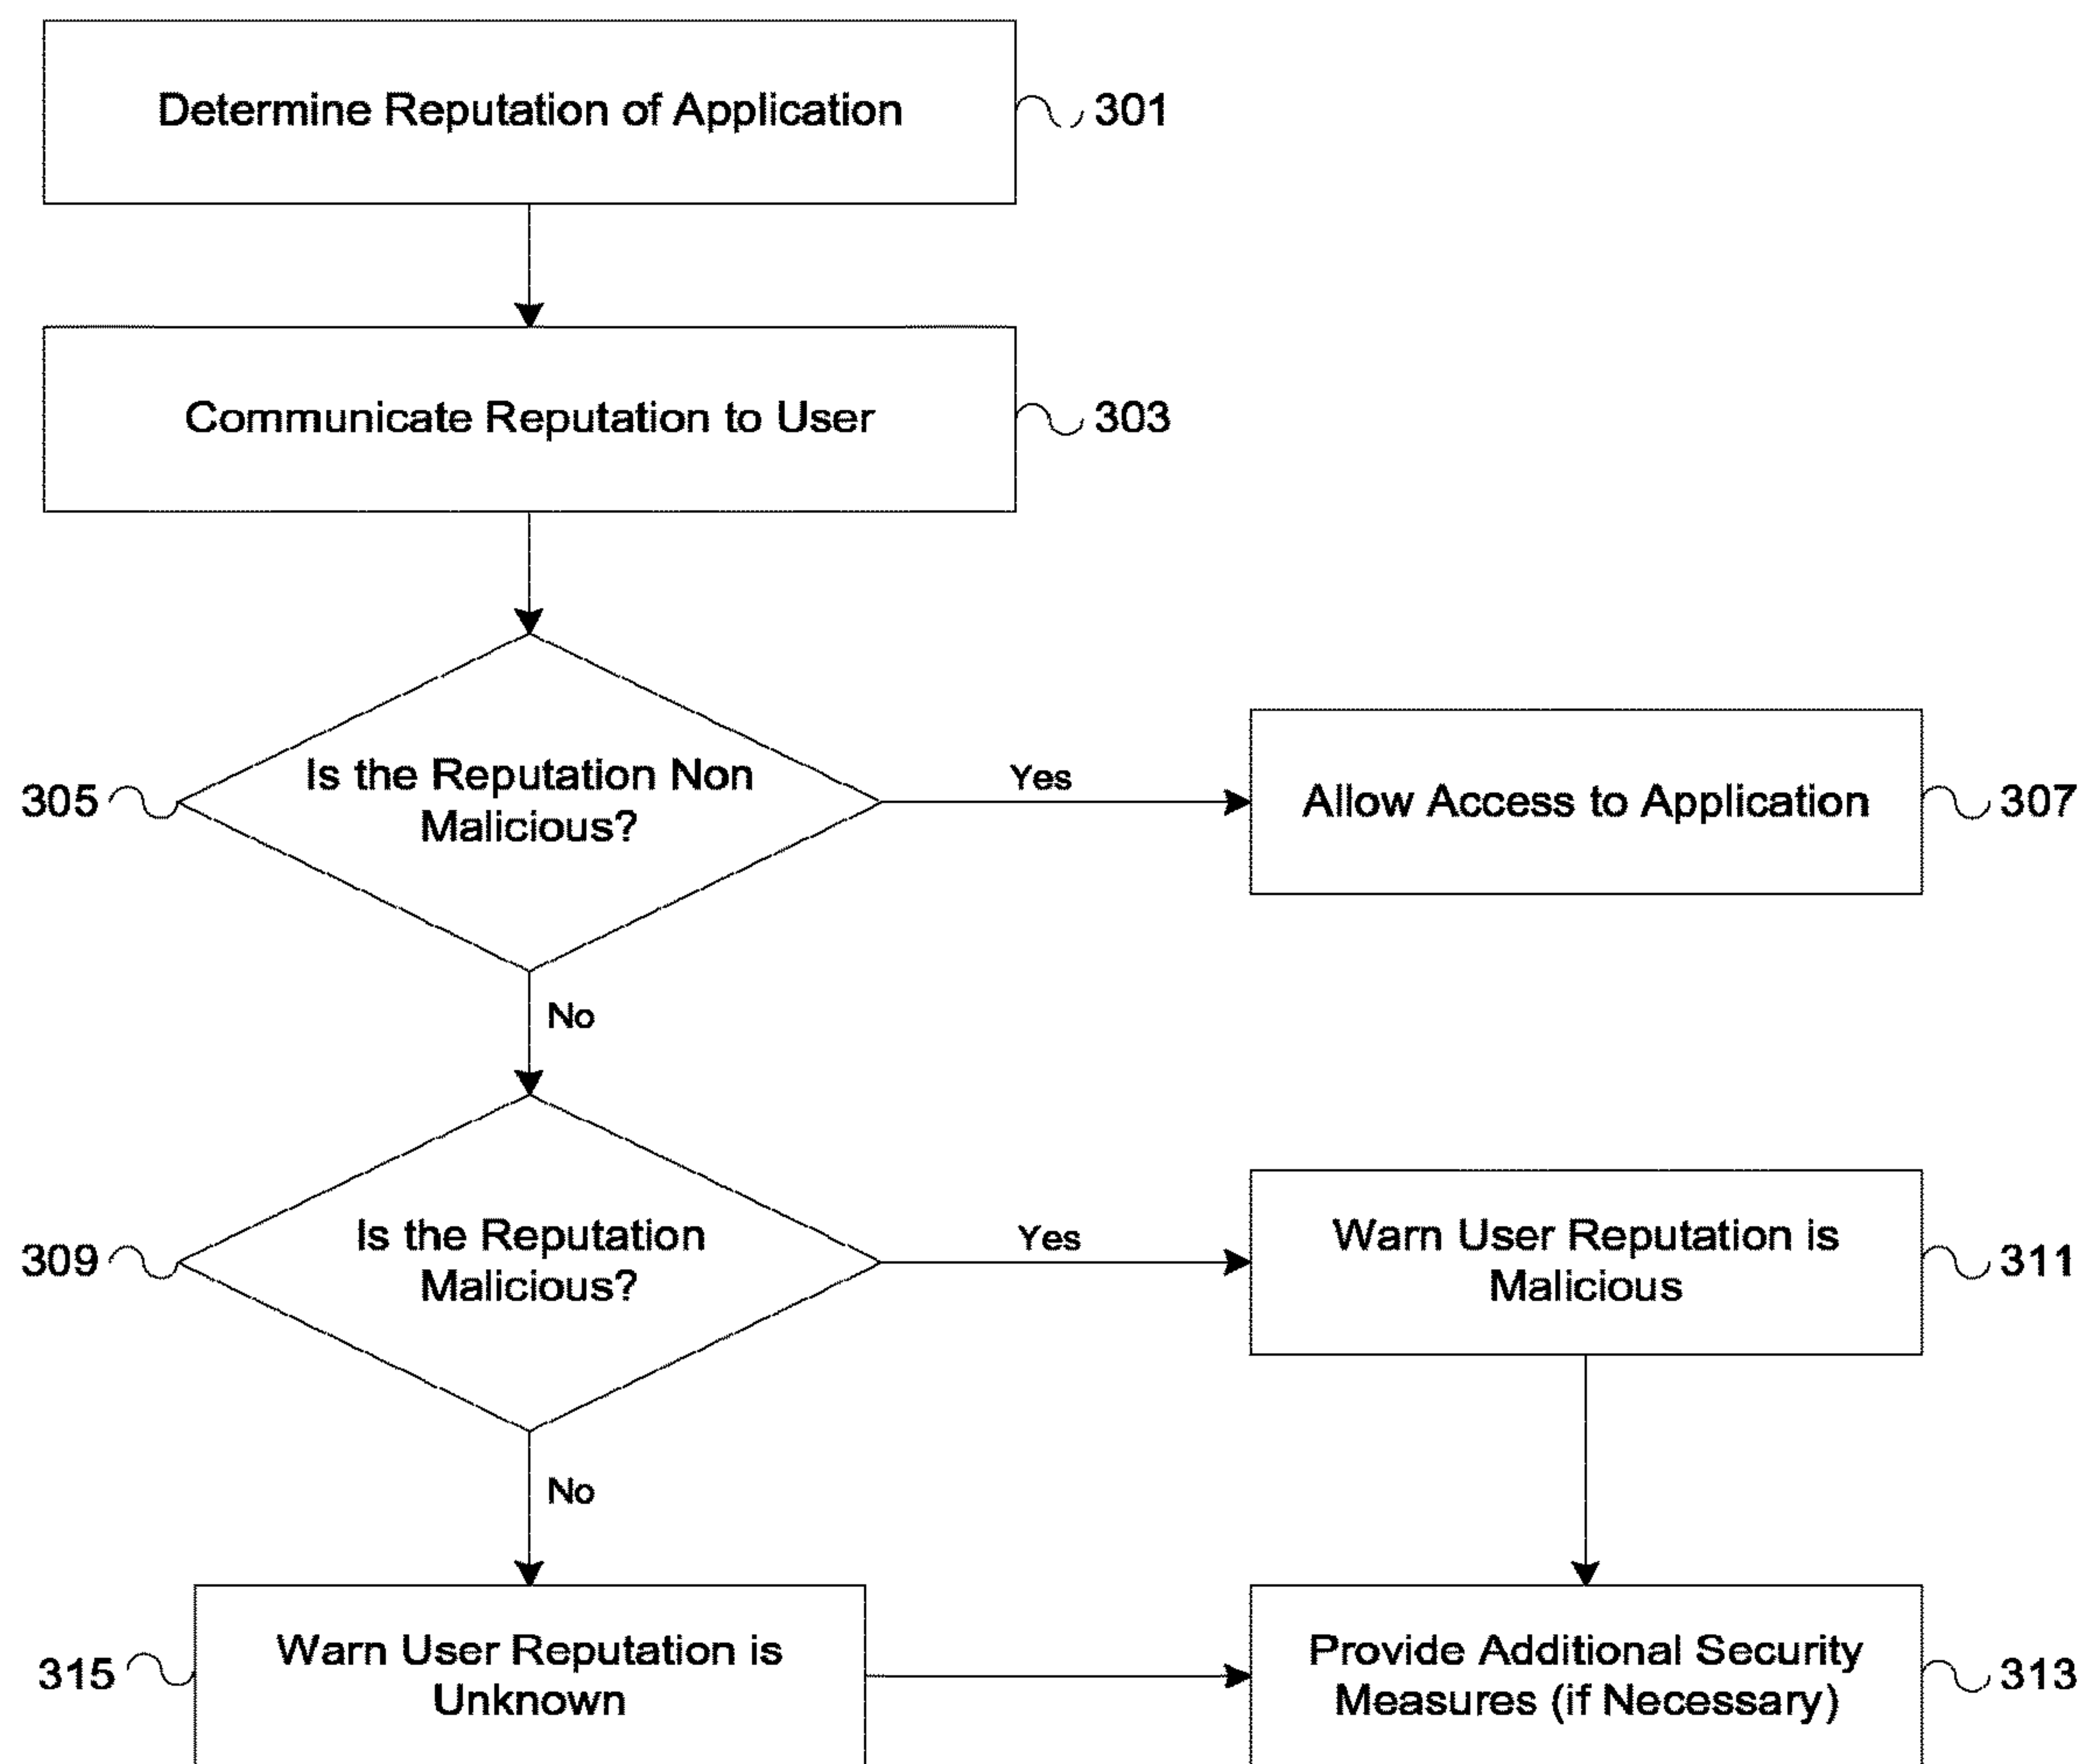 Determine Reputation of Application
301
Communicate Reputation to User
303
Is the Reputation Non
Malicious?
305
Yes
Allow Access to Application
307
No
Is the Reputation
Malicious?
309
Yes
Warn User Reputation is
Malicious
311
No
Warn User Reputation is
Unknown
315
Provide Additional Security
Measures (if Necessary)
313